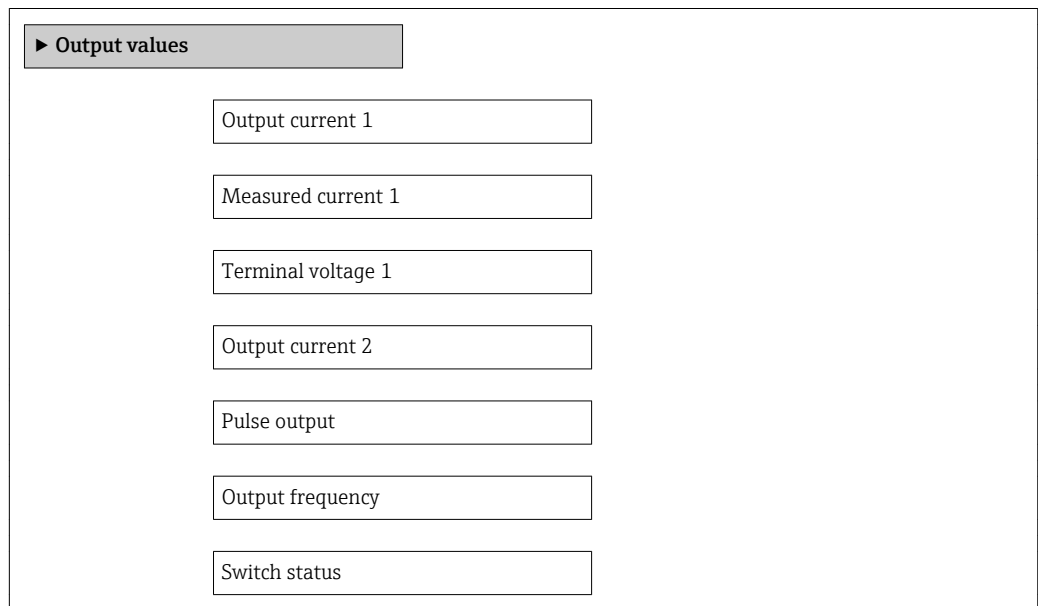 ▶ Output values
Output current 1
Measured current 1
Terminal voltage 1
Output current 2
Pulse output
Output frequency
Switch status